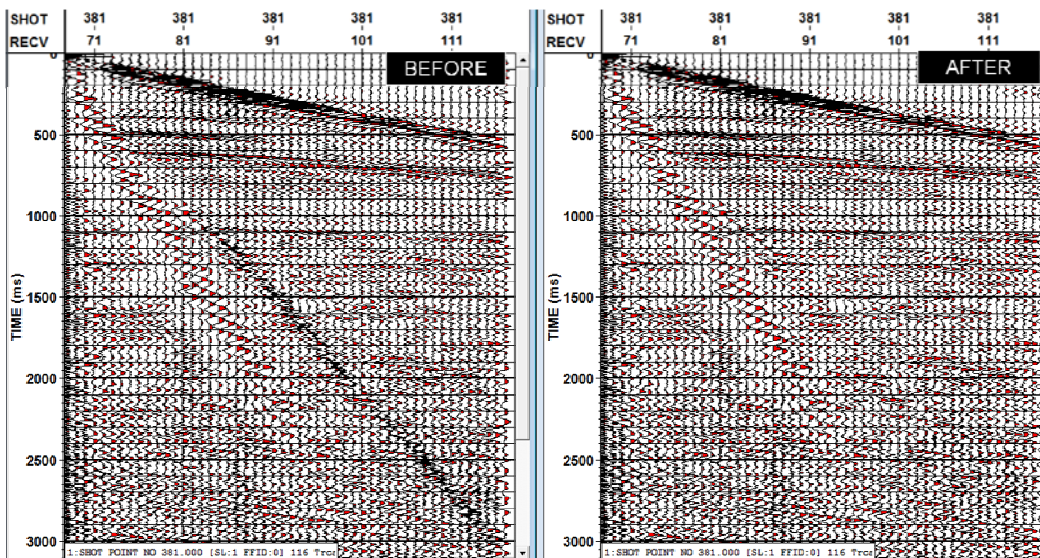 SHOT 381 381 381 381 381
RECV 71 81 91 101 111
BEFORE
0
500
1000
1500
2000
2500
3000
TIME (ms)
1:SHOT POINT NO 381.000 [SL:1 FFID:0] 116 Trcs
SHOT 381 381 381 381 381
RECV 71 81 91 101 111
AFTER
0
500
1000
1500
2000
2500
3000
TIME (ms)
1:SHOT POINT NO 381.000 [SL:1 FFID:0] 116 Trcs